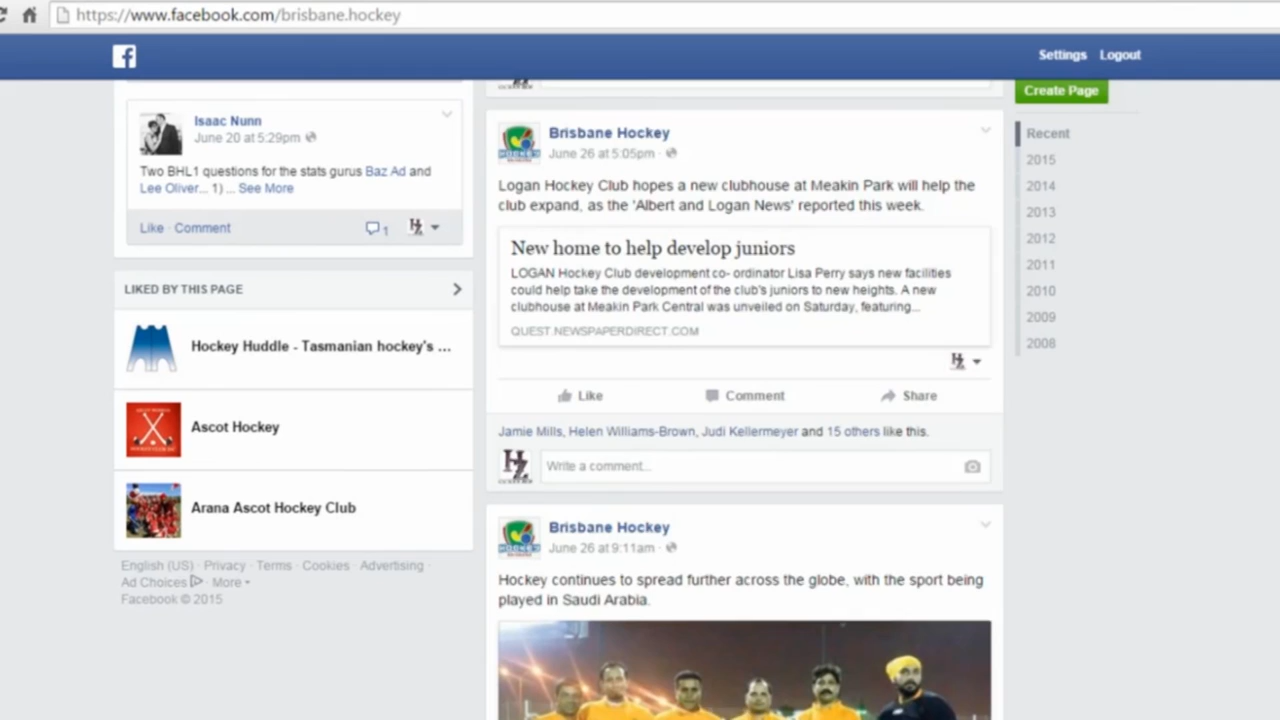 https://www.facebook.com/brisbane.hockey
Settings Logout
Create Page
Isaac Nunn
June 20 at 5:29pm
Two BHL1 questions for the stats gurus Baz Ad and
Lee Oliver... 1) ... See More
Like · Comment
1
LIKED BY THIS PAGE
Hockey Huddle - Tasmanian hockey's ...
Ascot Hockey
Arana Ascot Hockey Club
English (US) · Privacy · Terms · Cookies · Advertising ·
Ad Choices · More
Facebook © 2015
Brisbane Hockey
June 26 at 5:05pm ·
Logan Hockey Club hopes a new clubhouse at Meakin Park will help the
club expand, as the 'Albert and Logan News' reported this week.
New home to help develop juniors
LOGAN Hockey Club development co- ordinator Lisa Perry says new facilities
could help take the development of the club's juniors to new heights. A new
clubhouse at Meakin Park Central was unveiled on Saturday, featuring...
QUEST.NEWSPAPERDIRECT.COM
Like Comment Share
Jamie Mills, Helen Williams-Brown, Judi Kellermeyer and 15 others like this.
HZ
Write a comment...
Brisbane Hockey
June 26 at 9:11am ·
Hockey continues to spread further across the globe, with the sport being
played in Saudi Arabia.
Recent
2015
2014
2013
2012
2011
2010
2009
2008